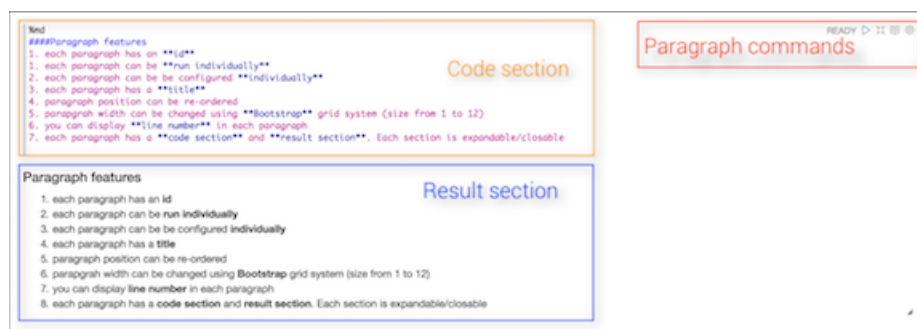 %md
####Paragraph features
1. each paragraph has an **id**
1. each paragraph can be **run individually**
2. each paragraph can be be configured **individually**
3. each paragraph has a **title**
4. paragraph position can be re-ordered
5. parapgrah width can be changed using **Bootstrap** grid system (size from 1 to 12)
6. you can display **line number** in each paragraph
7. each paragraph has a **code section** and **result section**. Each section is expandable/closable
Code section
READY
Paragraph commands
Paragraph features
1. each paragraph has an id
2. each paragraph can be run individually
3. each paragraph can be be configured individually
4. each paragraph has a title
5. paragraph position can be re-ordered
6. parapgrah width can be changed using Bootstrap grid system (size from 1 to 12)
7. you can display line number in each paragraph
8. each paragraph has a code section and result section. Each section is expandable/closable
Result section